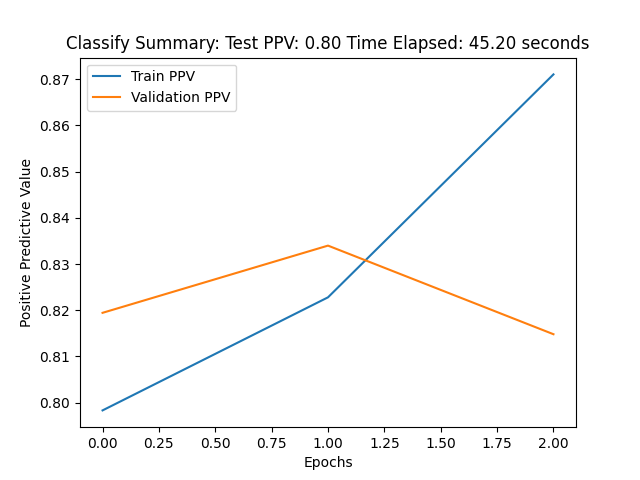 Classify Summary: Test PPV: 0.80 Time Elapsed: 45.20 seconds
Train PPV
Validation PPV
Positive Predictive Value
0.87
0.86
0.85
0.84
0.83
0.82
0.81
0.80
0.00 0.25 0.50 0.75 1.00 1.25 1.50 1.75 2.00
Epochs